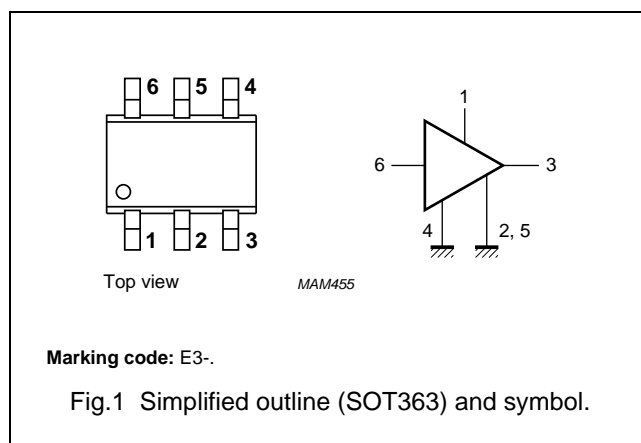 6 5 4
1 2 3
Top view
1
6
3
4
2, 5
MAM455
Marking code: E3-.
Fig.1 Simplified outline (SOT363) and symbol.